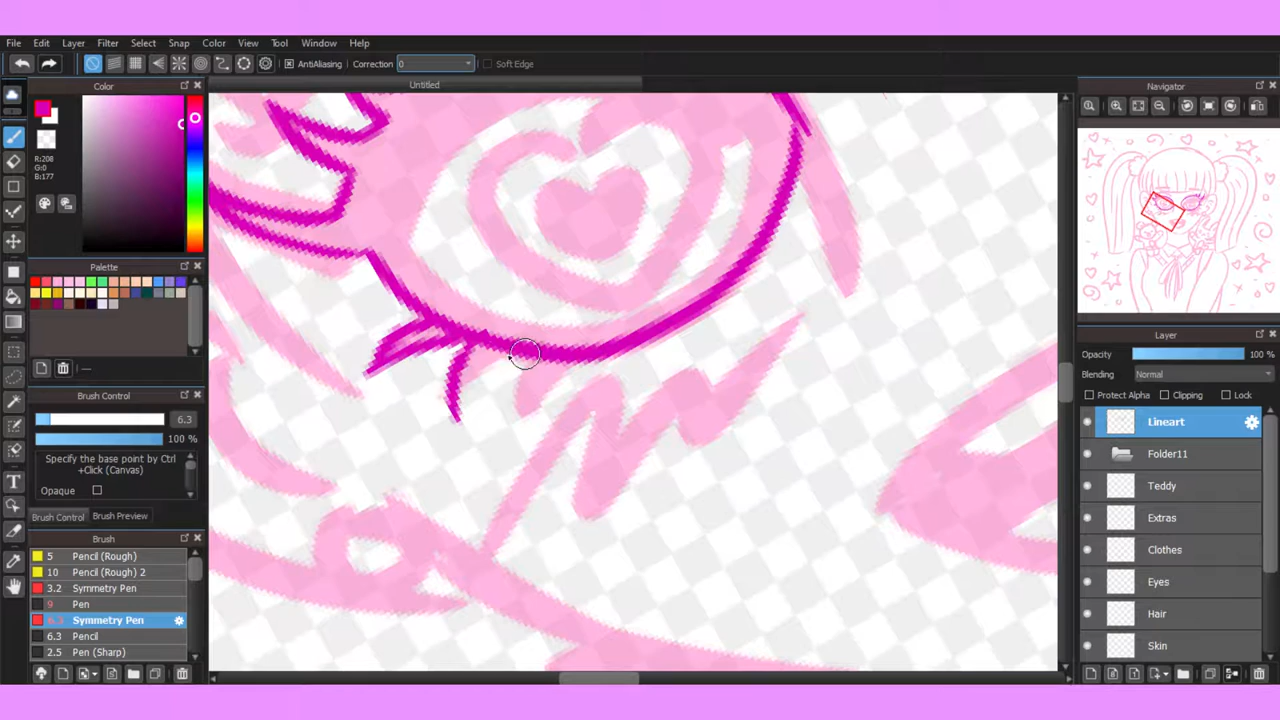 File Edit Layer Filter Select Snap Color View Tool Window Help
AntiAliasing Correction 0 Soft Edge
Color
Untitled
Navigator
R:208
G:0
B:177
Palette
---
Brush Control
6.3
100 %
Specify the base point by Ctrl
+Click (Canvas)
Opaque
Brush Control Brush Preview
Brush
5 Pencil (Rough)
10 Pencil (Rough) 2
3.2 Symmetry Pen
9 Pen
6.3 Symmetry Pen
6.3 Pencil
2.5 Pen (Sharp)
Layer
Opacity 100 %
Blending Normal
Protect Alpha Clipping Lock
Lineart
Folder11
Teddy
Extras
Clothes
Eyes
Hair
Skin